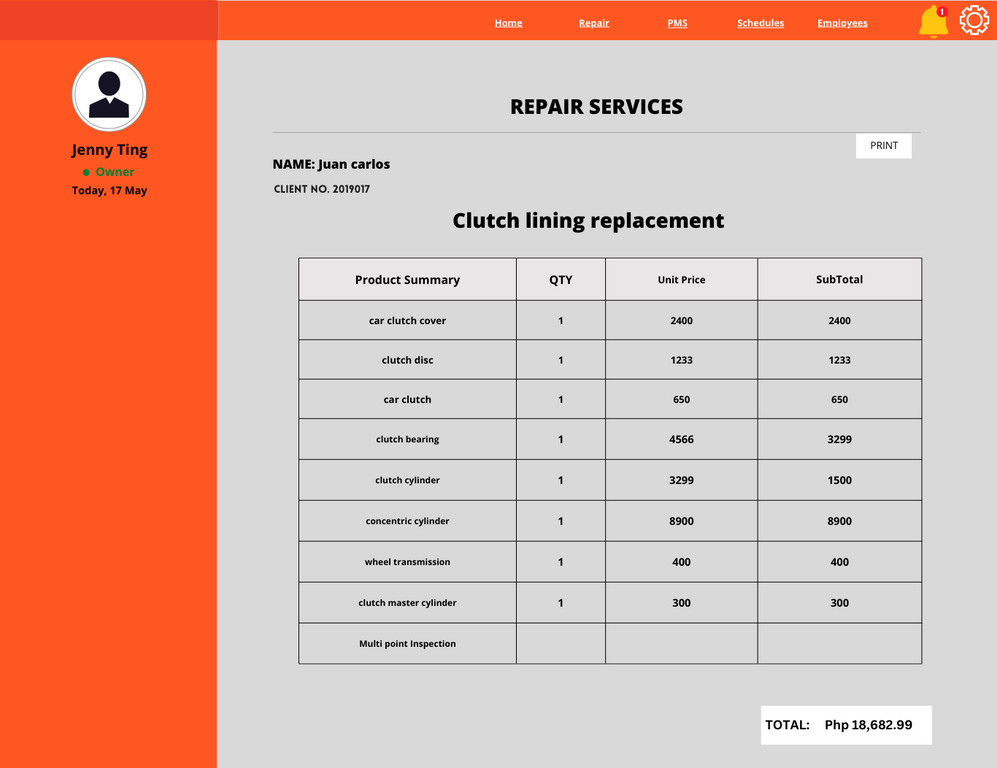 Home Repair PMS Schedules Employees 1
Jenny Ting
Owner
Today, 17 May
REPAIR SERVICES
PRINT
NAME: Juan carlos
CLIENT NO. 2019017
Clutch lining replacement
Product Summary QTY Unit Price SubTotal
car clutch cover 1 2400 2400
clutch disc 1 1233 1233
car clutch 1 650 650
clutch bearing 1 4566 3299
clutch cylinder 1 3299 1500
concentric cylinder 1 8900 8900
wheel transmission 1 400 400
clutch master cylinder 1 300 300
Multi point Inspection
TOTAL: Php 18,682.99